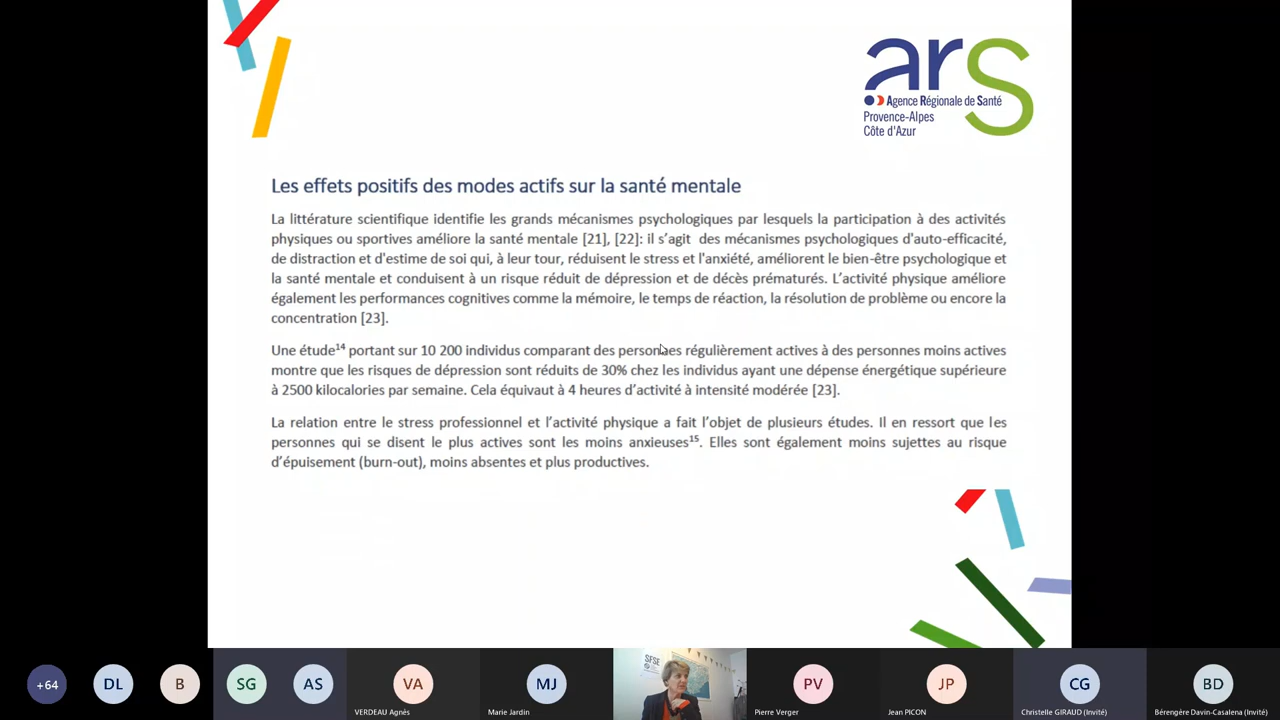 ars
Agence Régionale de Santé
Provence-Alpes
Côte d'Azur
Les effets positifs des modes actifs sur la santé mentale
La littérature scientifique identifie les grands mécanismes psychologiques par lesquels la participation à des activités
physiques ou sportives améliore la santé mentale [21], [22]: il s’agit des mécanismes psychologiques d'auto-efficacité,
de distraction et d'estime de soi qui, à leur tour, réduisent le stress et l'anxiété, améliorent le bien-être psychologique et
la santé mentale et conduisent à un risque réduit de dépression et de décès prématurés. L’activité physique améliore
également les performances cognitives comme la mémoire, le temps de réaction, la résolution de problème ou encore la
concentration [23].
Une étude¹⁴ portant sur 10 200 individus comparant des personnes régulièrement actives à des personnes moins actives
montre que les risques de dépression sont réduits de 30% chez les individus ayant une dépense énergétique supérieure
à 2500 kilocalories par semaine. Cela équivaut à 4 heures d’activité à intensité modérée [23].
La relation entre le stress professionnel et l’activité physique a fait l’objet de plusieurs études. Il en ressort que les
personnes qui se disent le plus actives sont les moins anxieuses¹⁵. Elles sont également moins sujettes au risque
d’épuisement (burn-out), moins absentes et plus productives.
+64
DL
B
SG
AS
VA
VERDEAU Agnès
MJ
Marie Jardin
SFSE
PV
Pierre Verger
JP
Jean PICON
CG
Christelle GIRAUD (Invité)
BD
Bérengère Davin-Casalena (Invité)